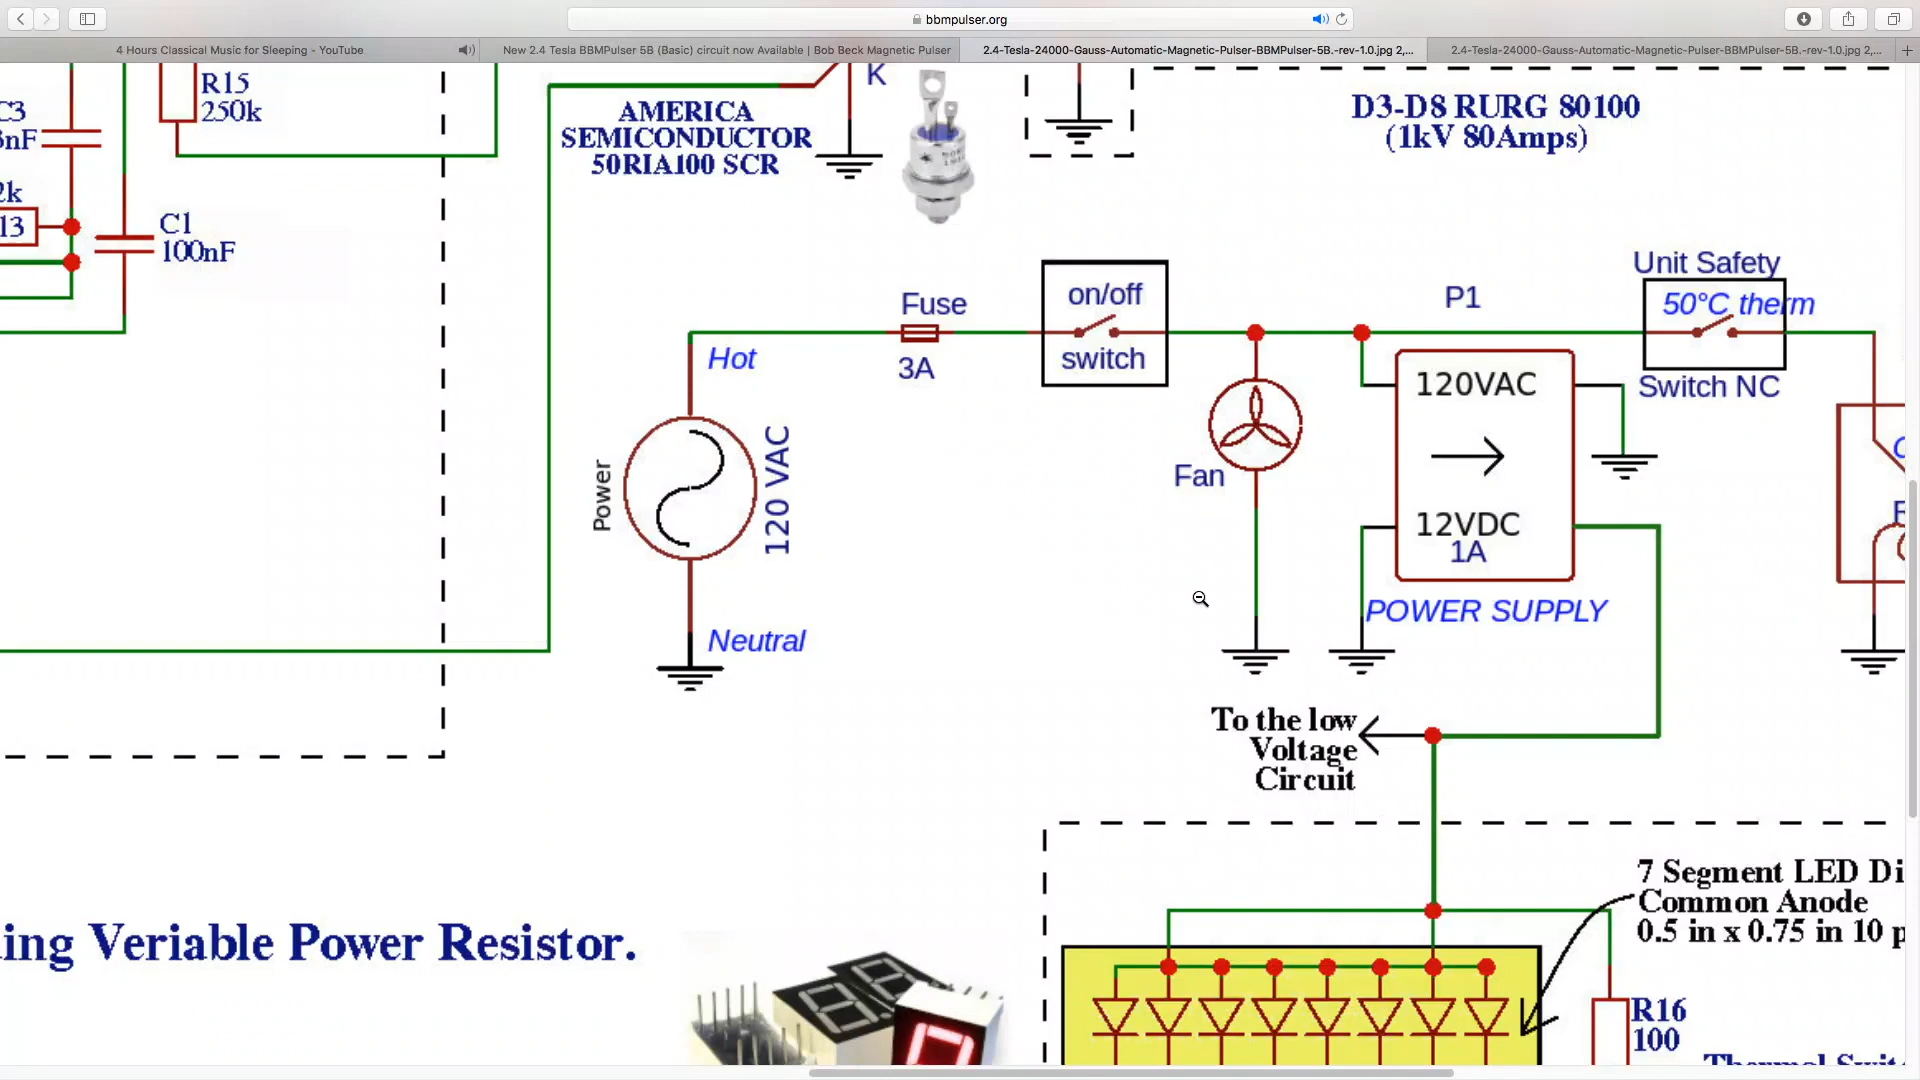 bbmpulser.org
4 Hours Classical Music for Sleeping - YouTube
New 2.4 Tesla BBMPulser 5B (Basic) circuit now Available | Bob Beck Magnetic Pulser
2.4-Tesla-24000-Gauss-Automatic-Magnetic-Pulser-BBMPulser-5B.-rev-1.0.jpg 2,...
2.4-Tesla-24000-Gauss-Automatic-Magnetic-Pulser-BBMPulser-5B.-rev-1.0.jpg 2,...
R15
250k
C3
nF
2k
13
C1
100nF
K
AMERICA
SEMICONDUCTOR
50RIA100 SCR
D3-D8 RURG 80100
(1kV 80Amps)
Fuse
3A
on/off
switch
P1
Unit Safety
50°C therm
Switch NC
Hot
Power
120 VAC
Neutral
Fan
120VAC
12VDC
1A
POWER SUPPLY
To the low
Voltage
Circuit
7 Segment LED Di
Common Anode
0.5 in x 0.75 in 10 p
ing Veriable Power Resistor.
R16
100
Thermal Swit